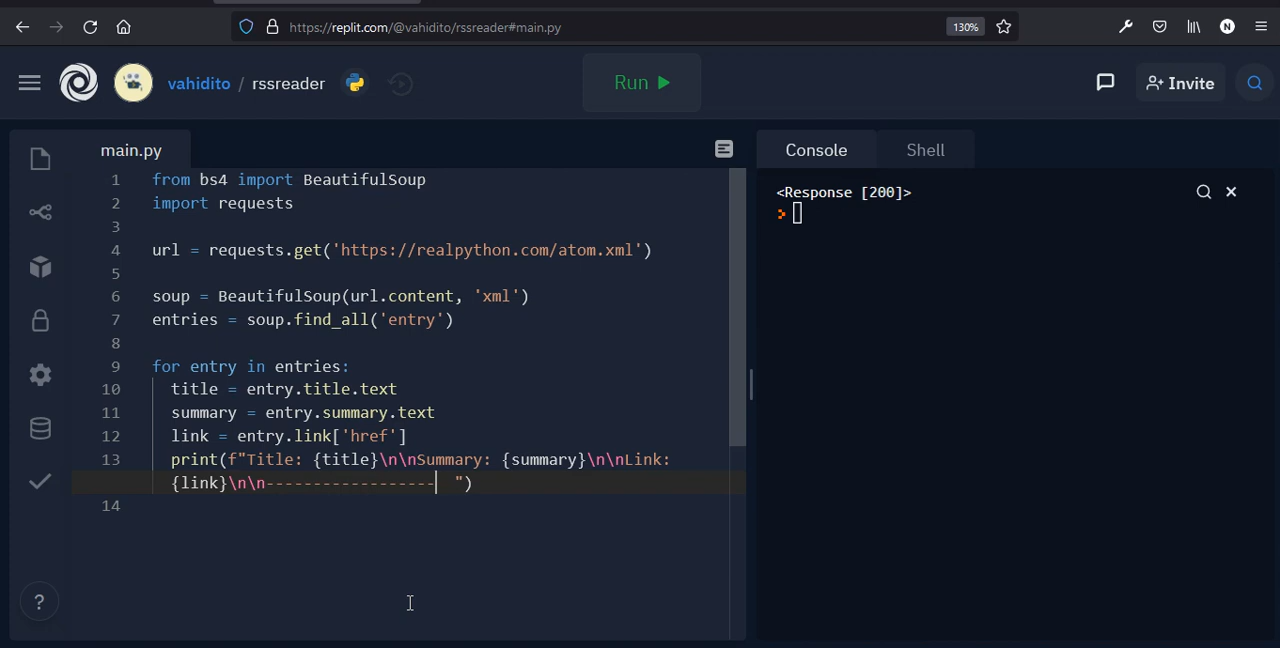 https://replit.com/@vahidito/rssreader#main.py
130%
N
vahidito / rssreader
Run
Invite
main.py
Console
Shell
1 from bs4 import BeautifulSoup
2 import requests
3
4 url = requests.get('https://realpython.com/atom.xml')
5
6 soup = BeautifulSoup(url.content, 'xml')
7 entries = soup.find_all('entry')
8
9 for entry in entries:
10 title = entry.title.text
11 summary = entry.summary.text
12 link = entry.link['href']
13 print(f"Title: {title}\n\nSummary: {summary}\n\nLink:
{link}\n\n------------------ ")
14
<Response [200]>
?